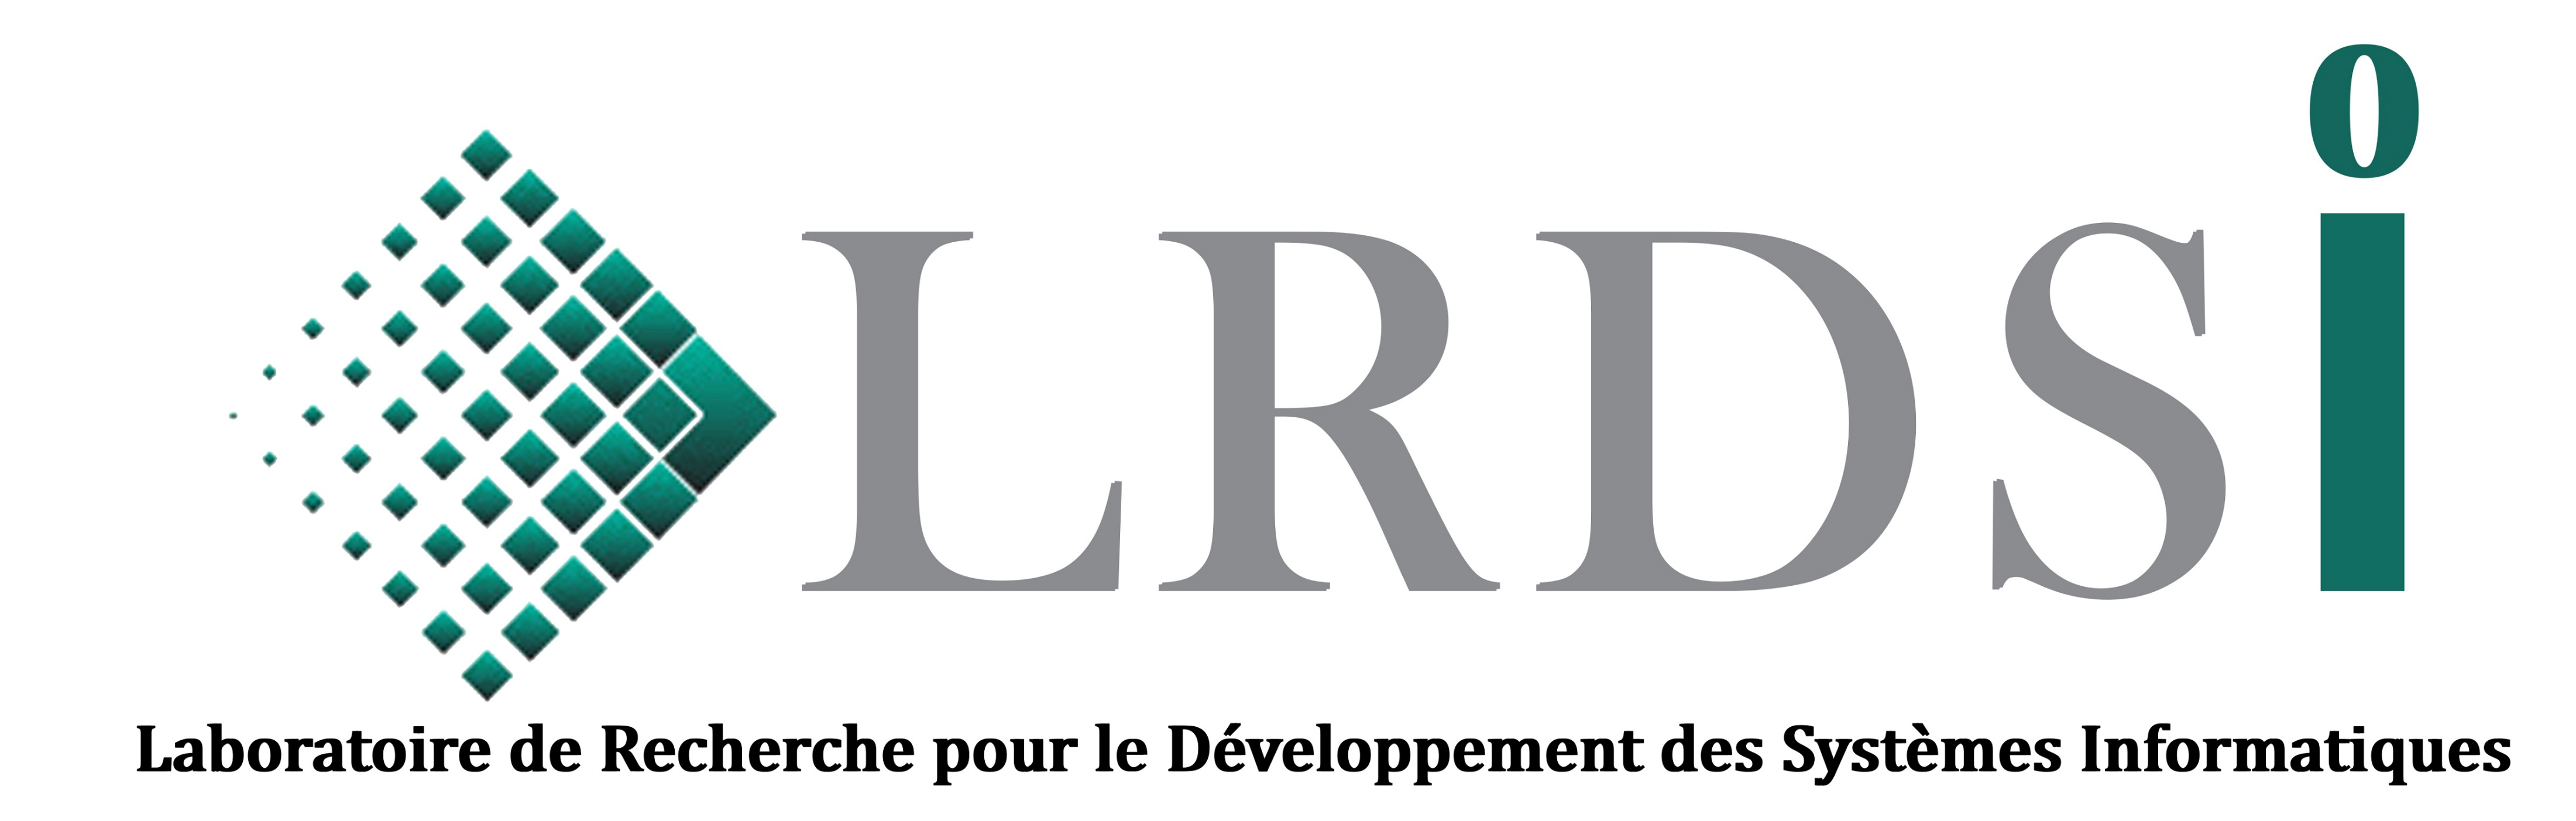 LRDSi
Laboratoire de Recherche pour le Développement des Systèmes Informatiques